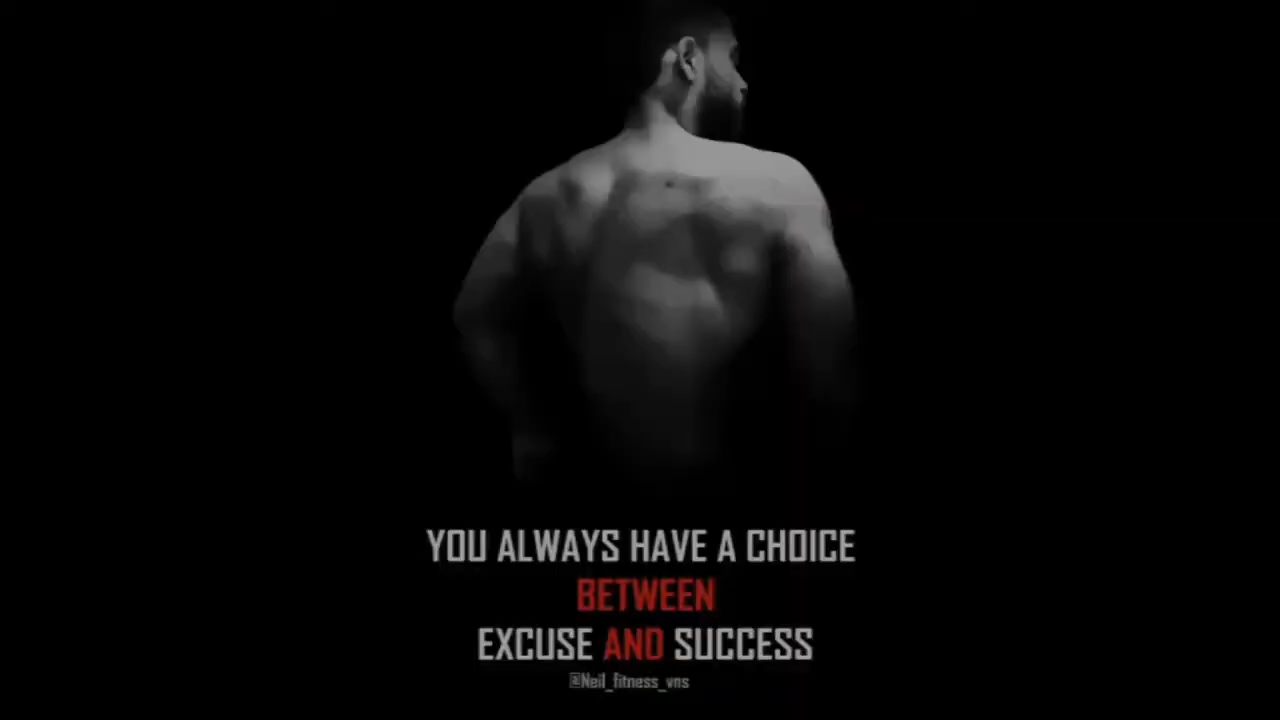 YOU ALWAYS HAVE A CHOICE
BETWEEN
EXCUSE AND SUCCESS
@Neil_fitness_vns